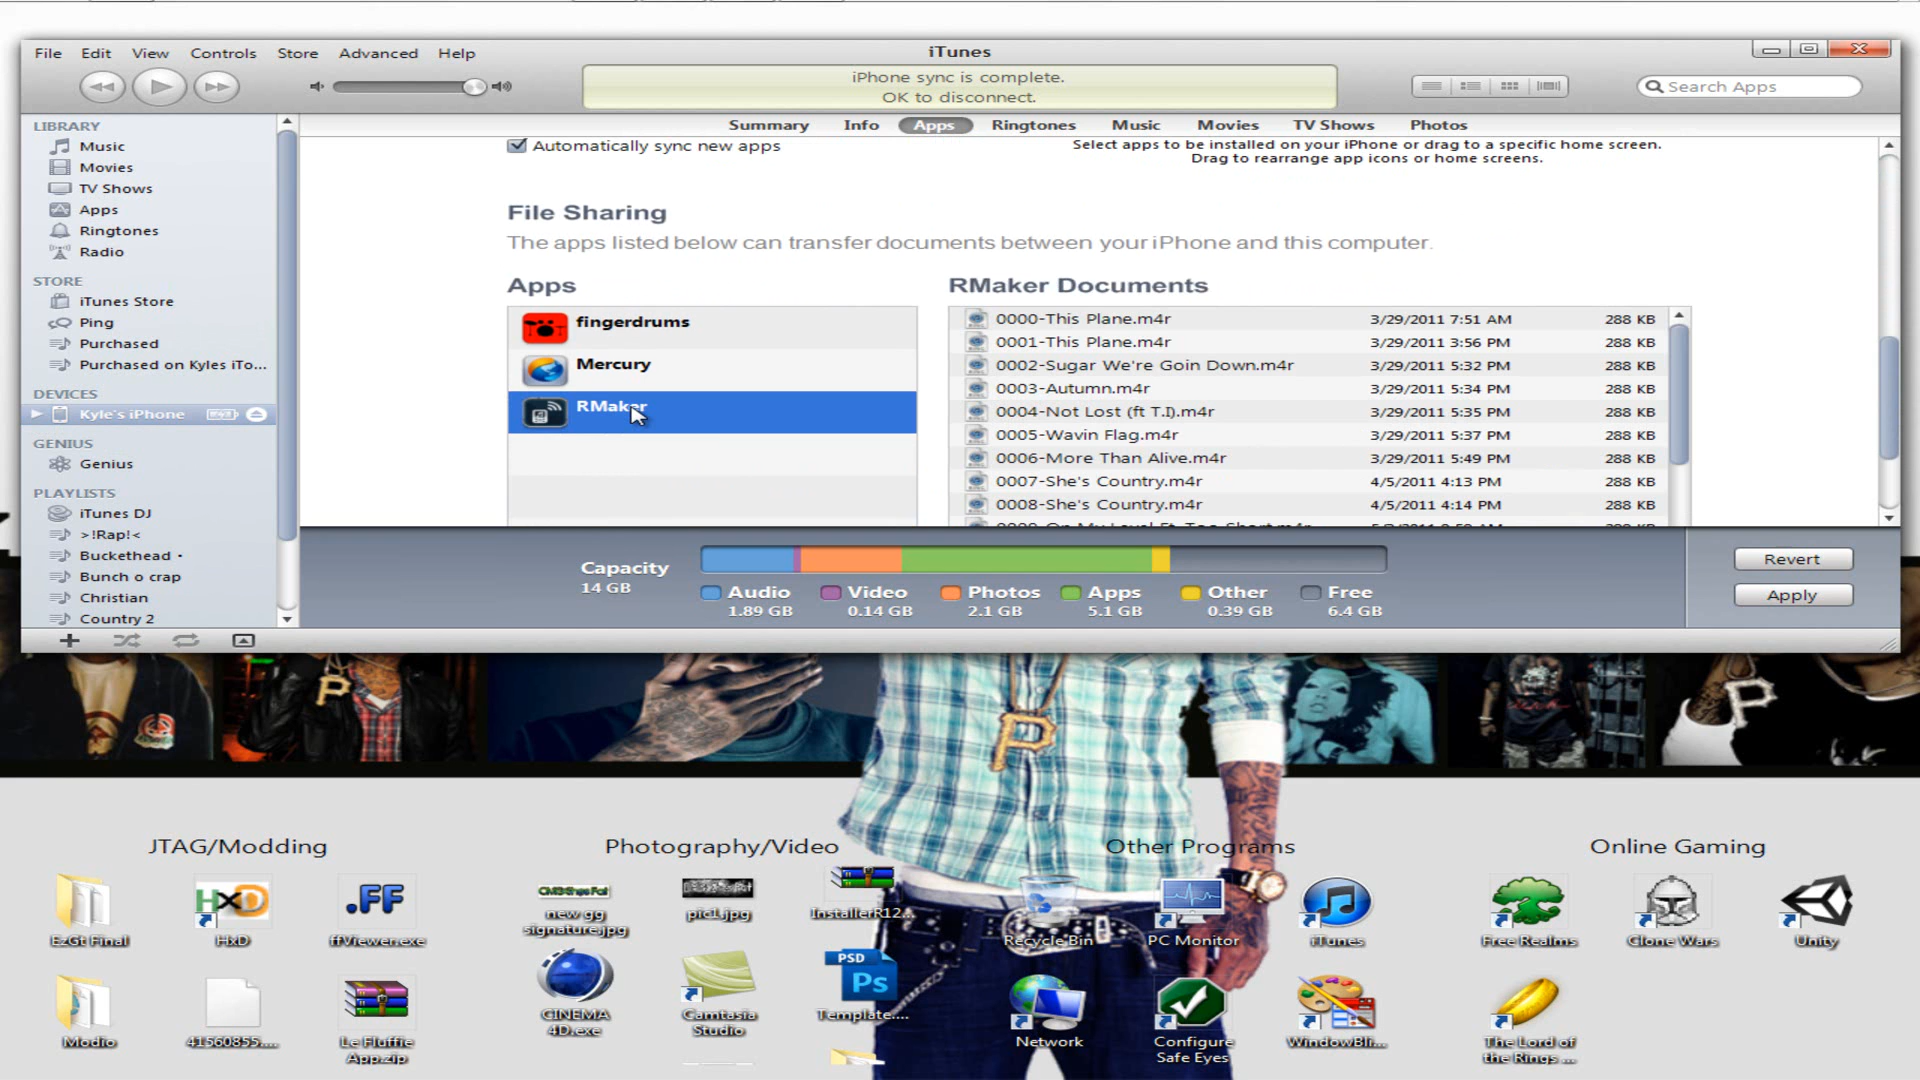 File Edit View Controls Store Advanced Help
iTunes
iPhone sync is complete.
OK to disconnect.
Search Apps
LIBRARY
Music
Movies
TV Shows
Apps
Ringtones
Radio
STORE
iTunes Store
Ping
Purchased
Purchased on Kyles iTo...
DEVICES
Kyle's iPhone
GENIUS
Genius
PLAYLISTS
iTunes DJ
>!Rap!<
Buckethead •
Bunch o crap
Christian
Country 2
Summary Info Apps Ringtones Music Movies TV Shows Photos
Automatically sync new apps
Select apps to be installed on your iPhone or drag to a specific home screen.
Drag to rearrange app icons or home screens.
File Sharing
The apps listed below can transfer documents between your iPhone and this computer.
Apps
fingerdrums
Mercury
RMaker
RMaker Documents
0000-This Plane.m4r 3/29/2011 7:51 AM 288 KB
0001-This Plane.m4r 3/29/2011 3:56 PM 288 KB
0002-Sugar We're Goin Down.m4r 3/29/2011 5:32 PM 288 KB
0003-Autumn.m4r 3/29/2011 5:34 PM 288 KB
0004-Not Lost (ft T.I).m4r 3/29/2011 5:35 PM 288 KB
0005-Wavin Flag.m4r 3/29/2011 5:37 PM 288 KB
0006-More Than Alive.m4r 3/29/2011 5:49 PM 288 KB
0007-She's Country.m4r 4/5/2011 4:13 PM 288 KB
0008-She's Country.m4r 4/5/2011 4:14 PM 288 KB
Capacity
14 GB
Audio Video Photos Apps Other Free
1.89 GB 0.14 GB 2.1 GB 5.1 GB 0.39 GB 6.4 GB
Revert
Apply
JTAG/Modding
Photography/Video
Other Programs
Online Gaming
HxD
.FF
EzGt Final
HxD
ffViewer.exe
new gg
signature.jpg
pic1.jpg
InstallerR12...
Recycle Bin
PC Monitor
iTunes
Free Realms
Clone Wars
Unity
PSD
Ps
Modio
41560855....
Le Fluffie
App.zip
CINEMA
4D.exe
Camtasia
Studio
Template....
Network
Configure
Safe Eyes
WindowBli...
The Lord of
the Rings ...
P
P
P